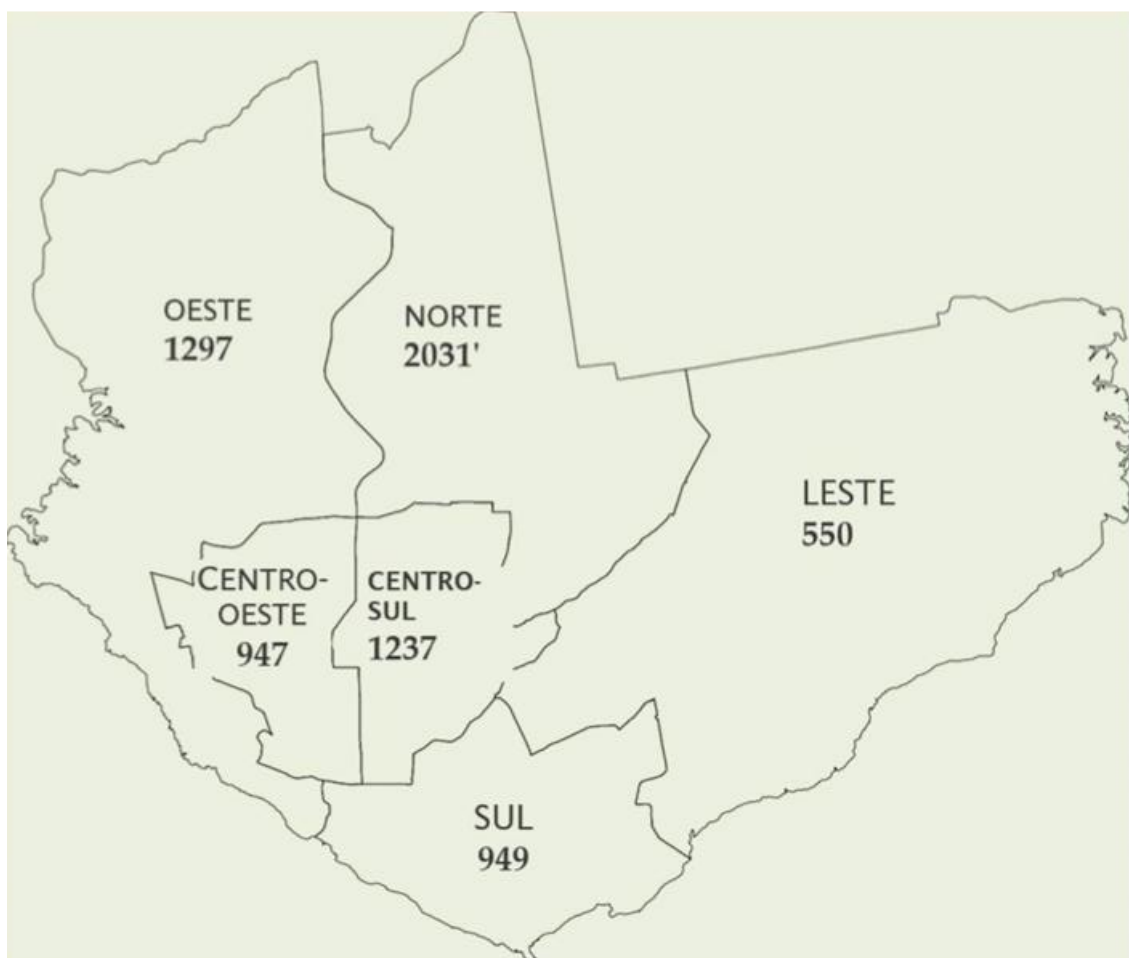 OESTE
1297
NORTE
2031'
LESTE
550
CENTRO-
OESTE
947
CENTRO-
SUL
1237
SUL
949